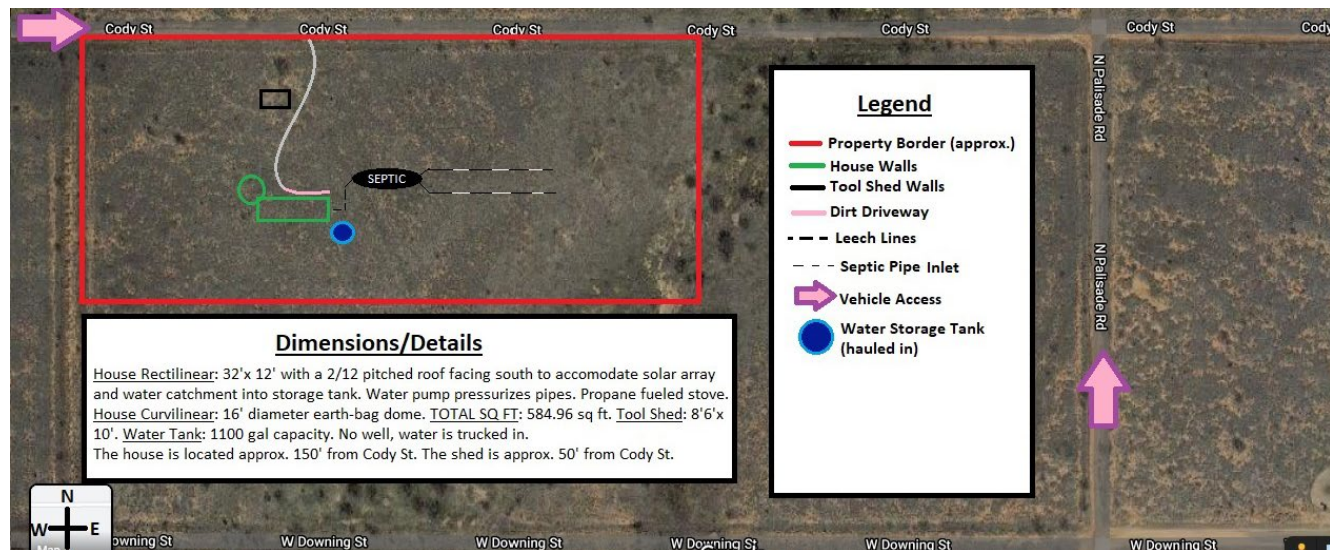 Cody St
Cody St
Cody St
Cody St
Cody St
Cody
N Palisade Rd
N Palisade Rd
SEPTIC
Legend
Property Border (approx.)
House Walls
Tool Shed Walls
Dirt Driveway
Leech Lines
Septic Pipe Inlet
Vehicle Access
Water Storage Tank
(hauled in)
Dimensions/Details
House Rectilinear: 32'x 12' with a 2/12 pitched roof facing south to accomodate solar array
and water catchment into storage tank. Water pump pressurizes pipes. Propane fueled stove.
House Curvilinear: 16' diameter earth-bag dome. TOTAL SQ FT: 584.96 sq ft. Tool Shed: 8'6'x
10'. Water Tank: 1100 gal capacity. No well, water is trucked in.
The house is located approx. 150' from Cody St. The shed is approx. 50' from Cody St.
N
W E
Map
owning St
W Downing St
W Downing St
W Downing St
W Downing St
W Downing St